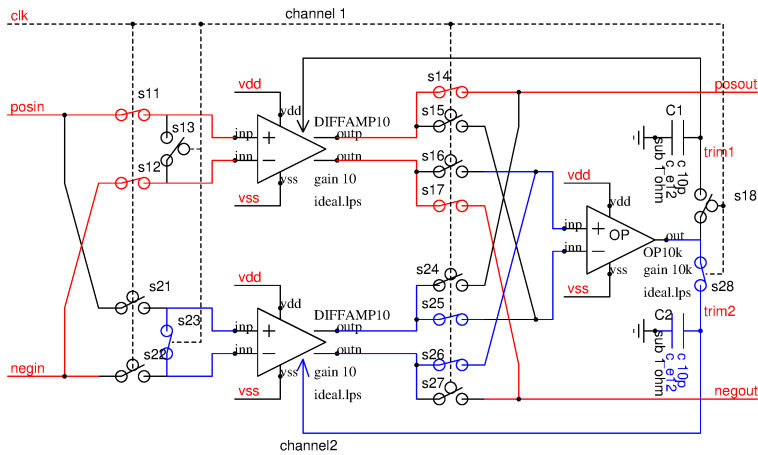 clk
channel 1
posin
s11
s13
s12
vdd
vdd
DIFFAMP10
inp
outp
inn
outn
vss
gain 10
vss
ideal.lps
s14
posout
s15
s16
s17
C1
c 10p
c_e12
sub 1 ohm
trim1
s18
vdd
vdd
inp
OP
out
inn
OP10k
vss
gain 10k
vss
ideal.lps
s28
trim2
C2
c 10p
c_e12
sub 1 ohm
s21
s23
s22
negin
vdd
vdd
DIFFAMP10
inp
outp
inn
outn
vss
gain 10
vss
ideal.lps
s24
s25
s26
s27
negout
channel2